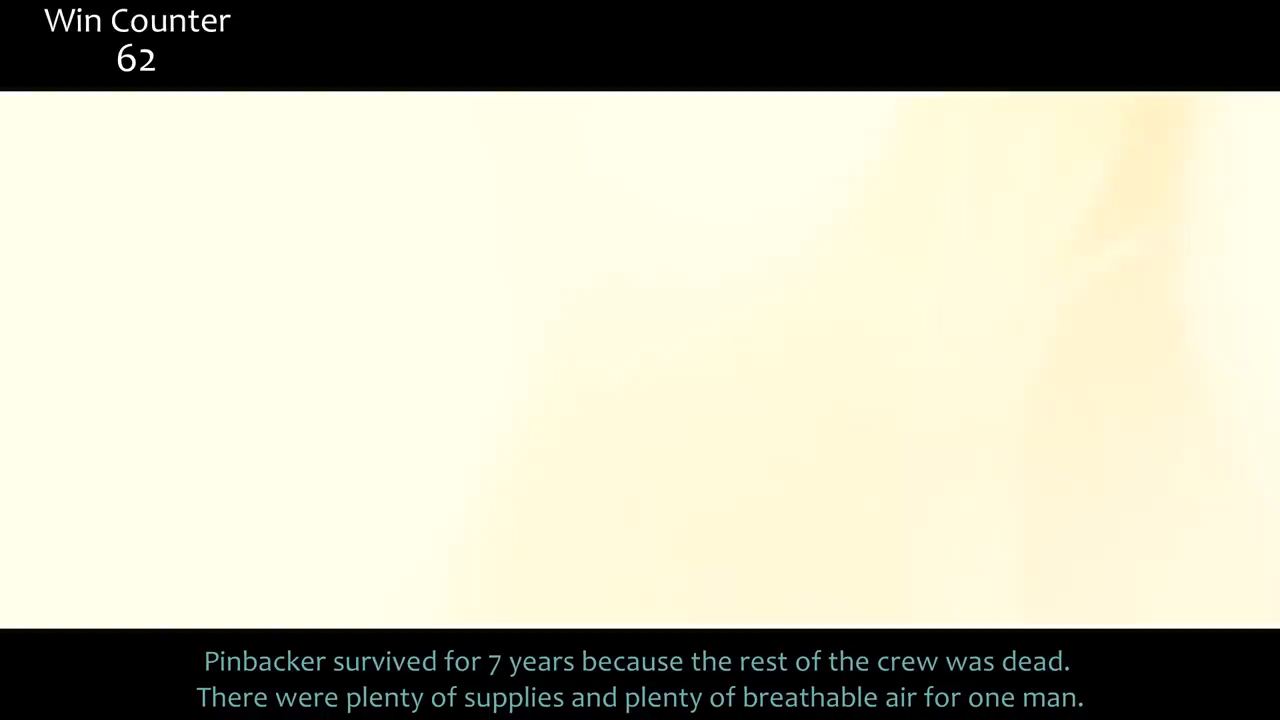 Win Counter
62
Pinbacker survived for 7 years because the rest of the crew was dead.
There were plenty of supplies and plenty of breathable air for one man.